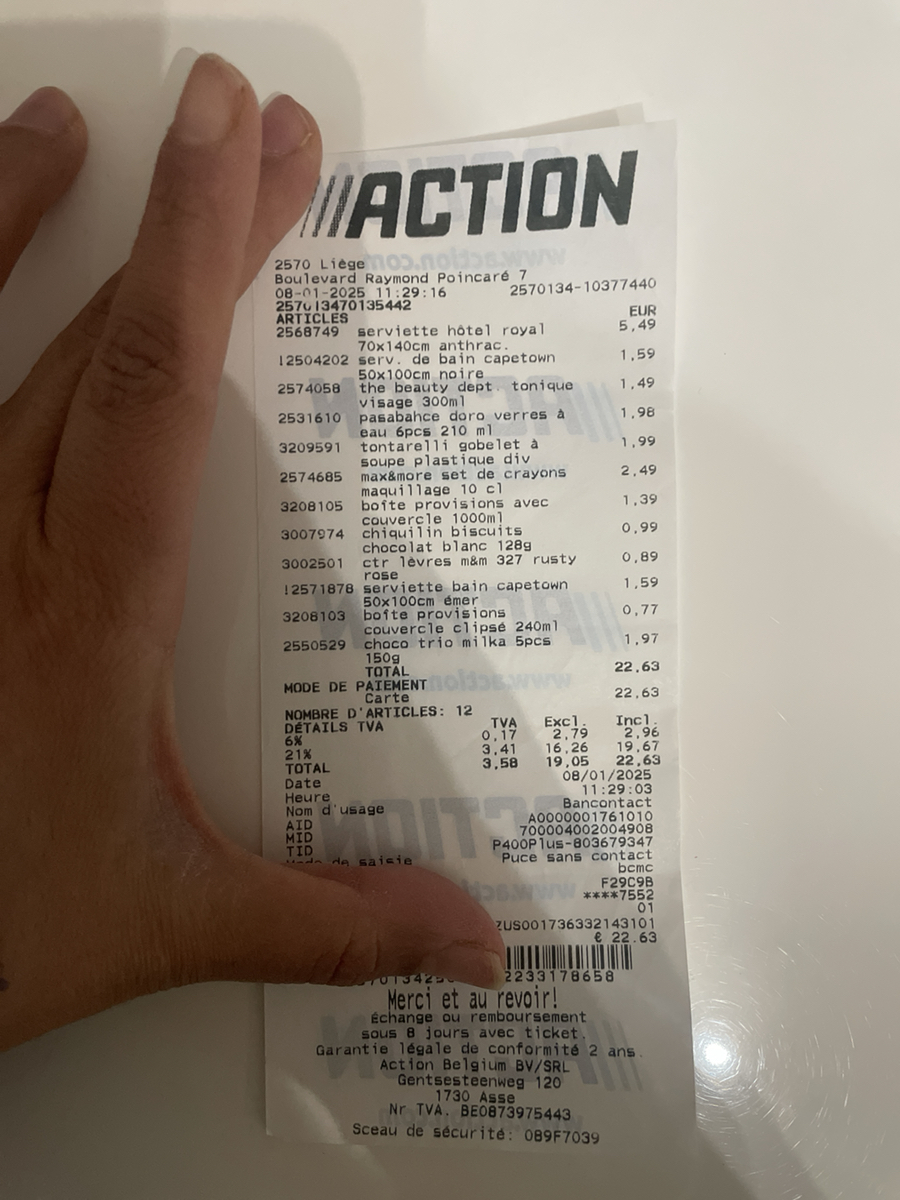 ACTION
2570 Liège
Boulevard Raymond Poincaré 7
08-01-2025 11:29:16 2570134-10377440
257013470135442
ARTICLES EUR
2568749 serviette hôtel royal 5,49
70x140cm anthrac.
12504202 serv. de bain capetown 1,59
50x100cm noire
2574058 the beauty dept. tonique 1,49
visage 300ml
2531610 pasabahce doro verres à 1,98
eau 6pcs 210 ml
3209591 tontarelli gobelet à 1,99
soupe plastique div
2574685 max&more set de crayons 2,49
maquillage 10 cl
3208105 boîte provisions avec 1,39
couvercle 1000ml
3007974 chiquilin biscuits 0,99
chocolat blanc 128g
3002501 ctr lèvres m&m 327 rusty 0,89
rose
12571878 serviette bain capetown 1,59
50x100cm émer
3208103 boîte provisions 0,77
couvercle clipsé 240ml
2550529 choco trio milka 5pcs 1,97
150g
TOTAL 22,63
MODE DE PAIEMENT
Carte 22,63
NOMBRE D'ARTICLES: 12
DÉTAILS TVA TVA Excl. Incl.
6% 0,17 2,79 2,96
21% 3,41 16,26 19,67
TOTAL 3,58 19,05 22,63
Date 08/01/2025
Heure 11:29:03
Nom d'usage Bancontact
AID A0000001761010
MID 700004002004908
TID P400Plus-803679347
Mode de saisie Puce sans contact
bcmc
F29C9B
****7552
01
ZUS001736332143101
€ 22.63
2233178658
Merci et au revoir!
Échange ou remboursement
sous 8 jours avec ticket.
Garantie légale de conformité 2 ans.
Action Belgium BV/SRL
Gentsesteenweg 120
1730 Asse
Nr TVA. BE0873975443
Sceau de sécurité: 089F7039